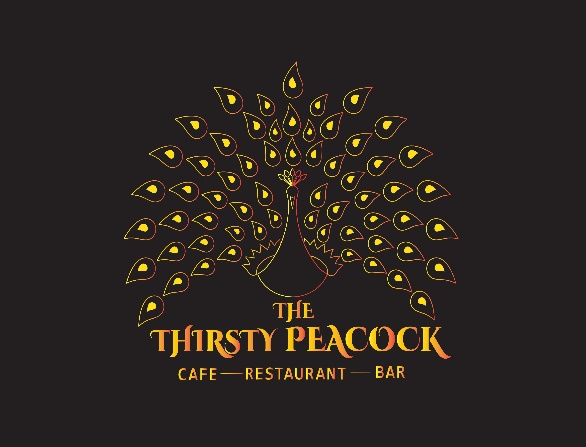 THE
THIRSTY PEACOCK
CAFE — RESTAURANT — BAR